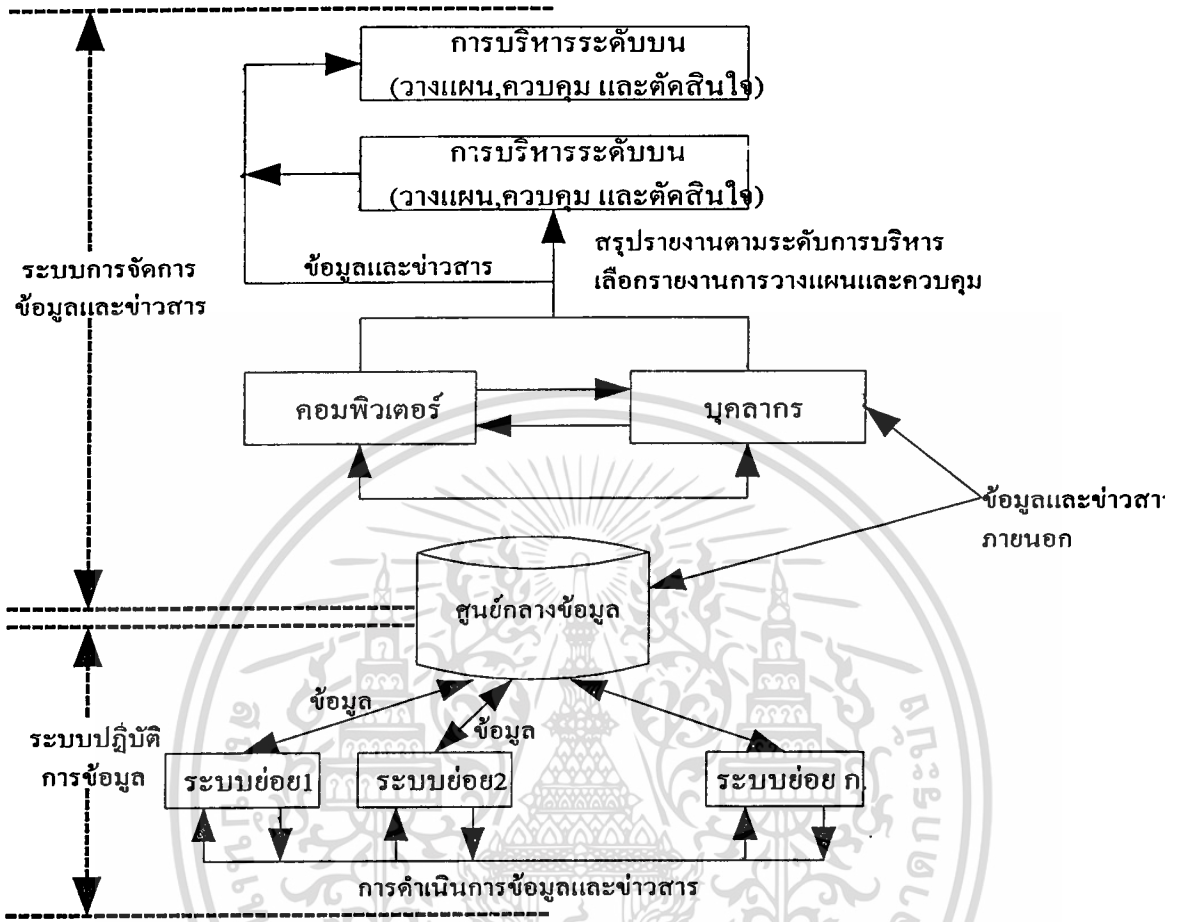 การบริหารระดับบน
(วางแผน,ควบคุม และตัดสินใจ)
การบริหารระดับบน
(วางแผน,ควบคุม และตัดสินใจ)
สรุปรายงานตามระดับการบริหาร
เลือกรายงานการวางแผนและควบคุม
ข้อมูลและข่าวสาร
ระบบการจัดการ
ข้อมูลและข่าวสาร
คอมพิวเตอร์
บุคลากร
ข้อมูลและข่าวสาร
ภายนอก
ศูนย์กลางข้อมูล
ข้อมูล
ข้อมูล
ระบบปฏิบัติ
การข้อมูล
ระบบย่อย1
ระบบย่อย2
ระบบย่อย ก.
การดำเนินการข้อมูลและข่าวสาร